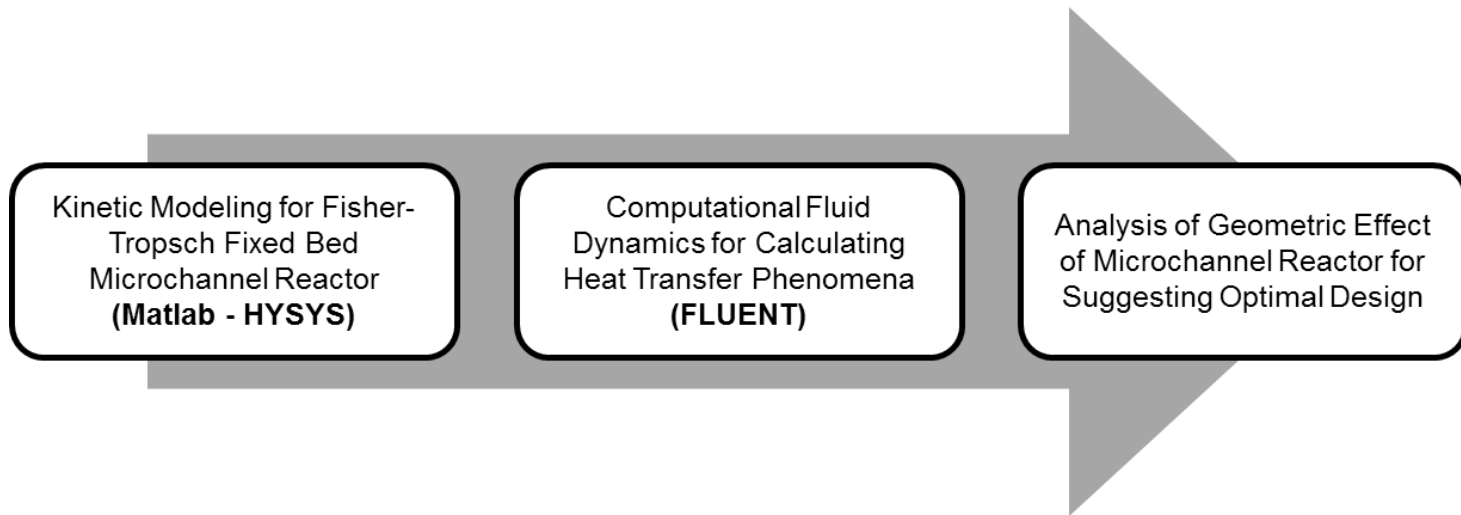 Kinetic Modeling for Fisher-
Tropsch Fixed Bed
Microchannel Reactor
(Matlab - HYSYS)
Computational Fluid
Dynamics for Calculating
Heat Transfer Phenomena
(FLUENT)
Analysis of Geometric Effect
of Microchannel Reactor for
Suggesting Optimal Design